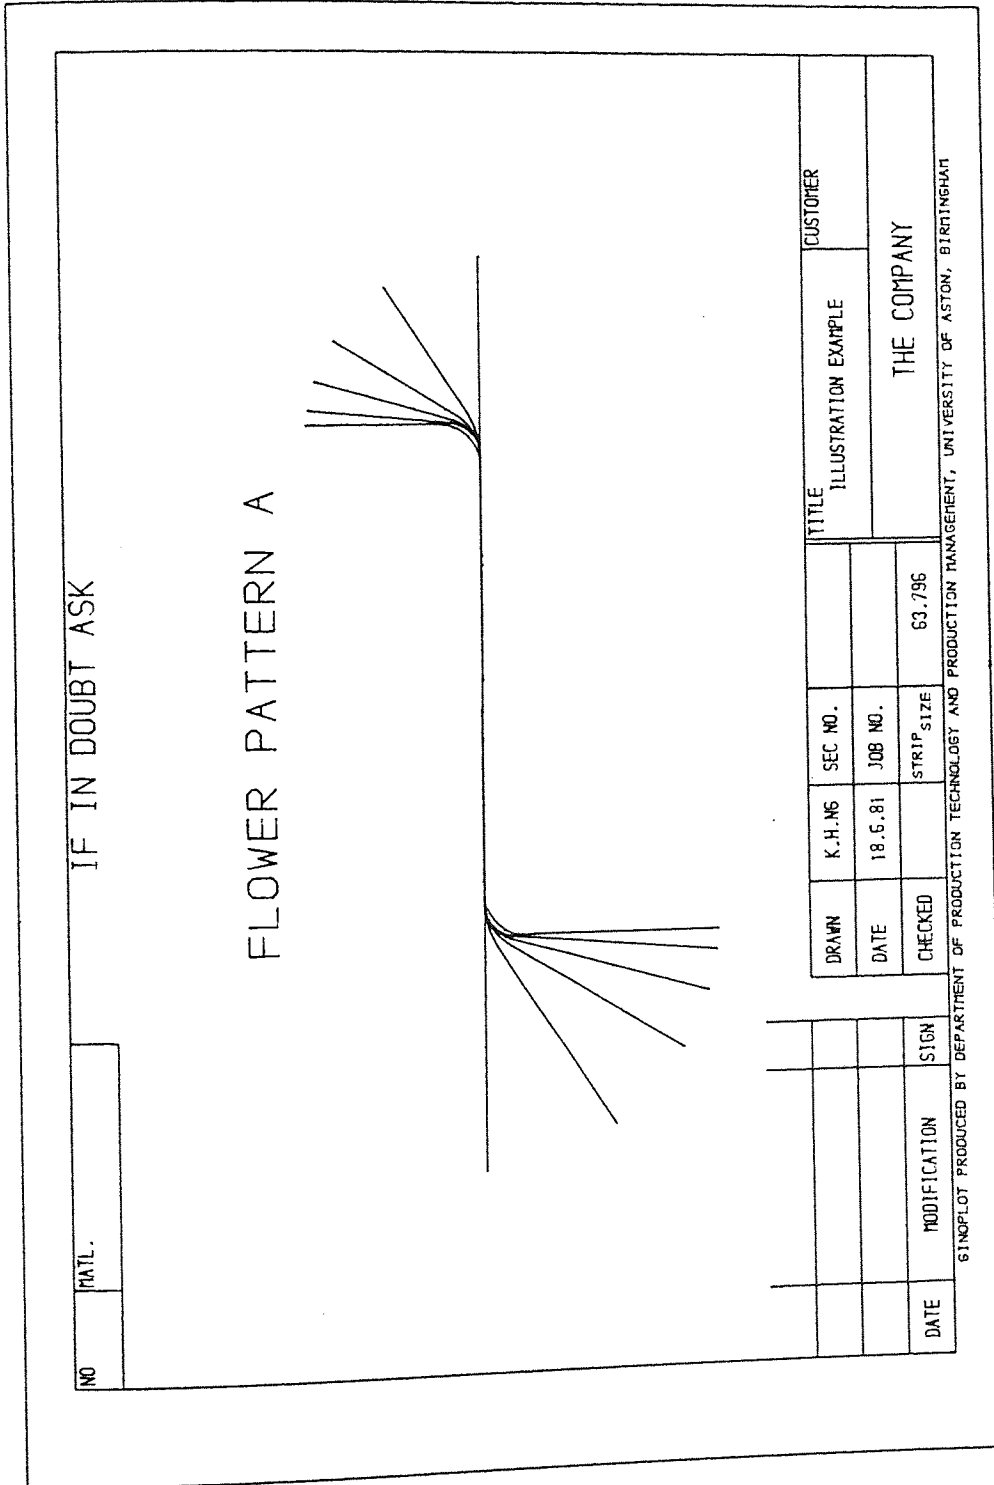 IF IN DOUBT ASK
NO
MATL.
FLOWER PATTERN A
DRAWN
K.H.NG
SEC NO.
TITLE
ILLUSTRATION EXAMPLE
CUSTOMER
DATE
18.6.81
JOB NO.
CHECKED
STRIP SIZE
63.796
THE COMPANY
DATE
MODIFICATION
SIGN
GINOPLOT PRODUCED BY DEPARTMENT OF PRODUCTION TECHNOLOGY AND PRODUCTION MANAGEMENT, UNIVERSITY OF ASTON, BIRMINGHAM